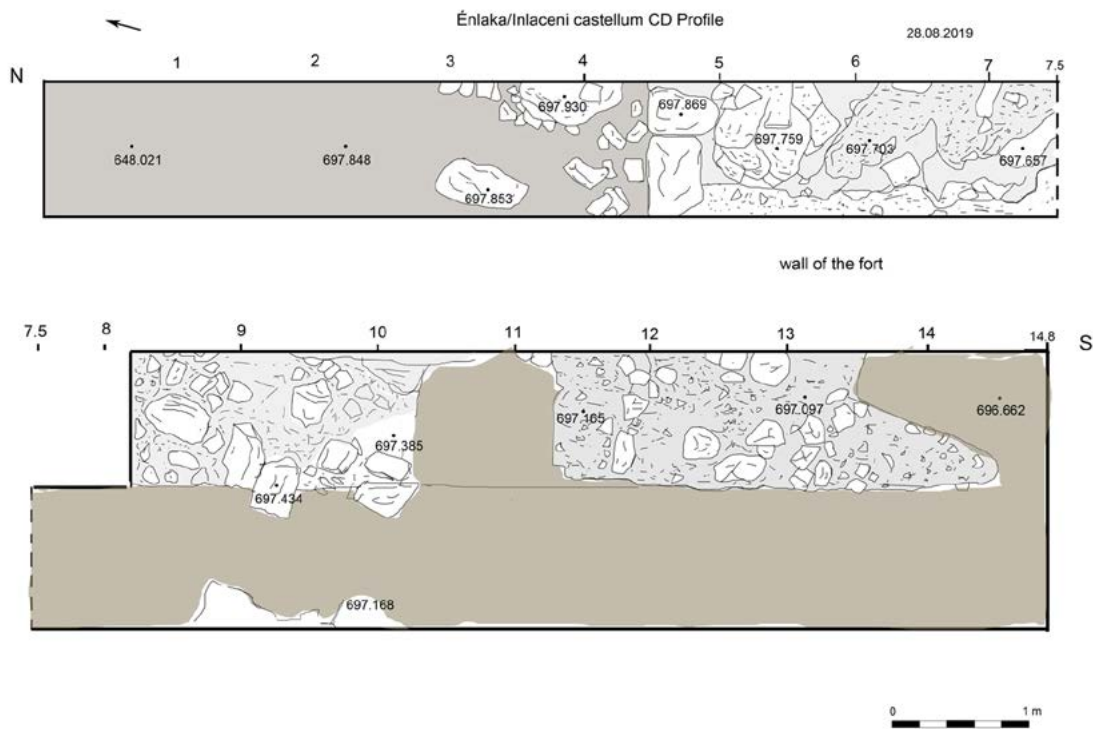 Énlaka/Inlaceni castellum CD Profile
28.08.2019
N
1 2 3 4 5 6 7 7.5
697.930
697.869
697.759
697.703
697.657
648.021
697.848
697.853
wall of the fort
7.5 8 9 10 11 12 13 14 14.8
S
697.385
697.434
697.165
697.097
696.662
697.168
0 1 m